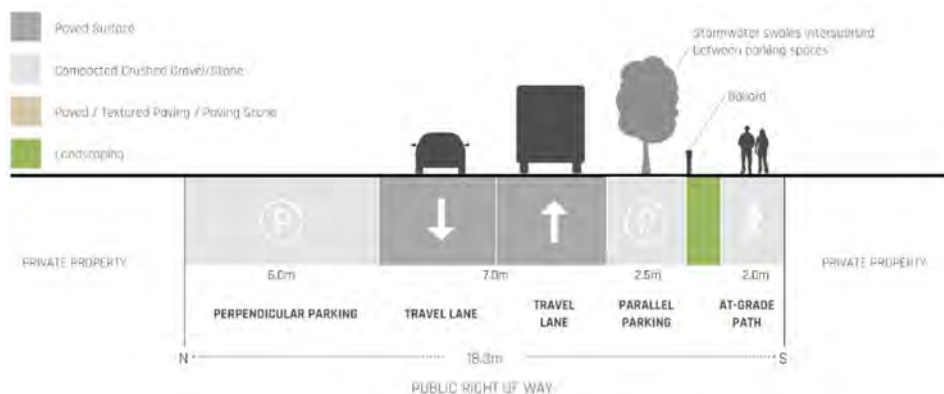 Paved Surface
Compacted Crushed Gravel/Stone
Paved / Textured Paving / Paving Stone
Landscaping
Stormwater swales interspersed
between parking spaces
Bollard
P
P
PRIVATE PROPERTY
PRIVATE PROPERTY
6.0m
7.0m
2.5m
2.0m
PERPENDICULAR PARKING
TRAVEL LANE
TRAVEL
LANE
PARALLEL
PARKING
AT-GRADE
PATH
N
18.3m
S
PUBLIC RIGHT OF WAY